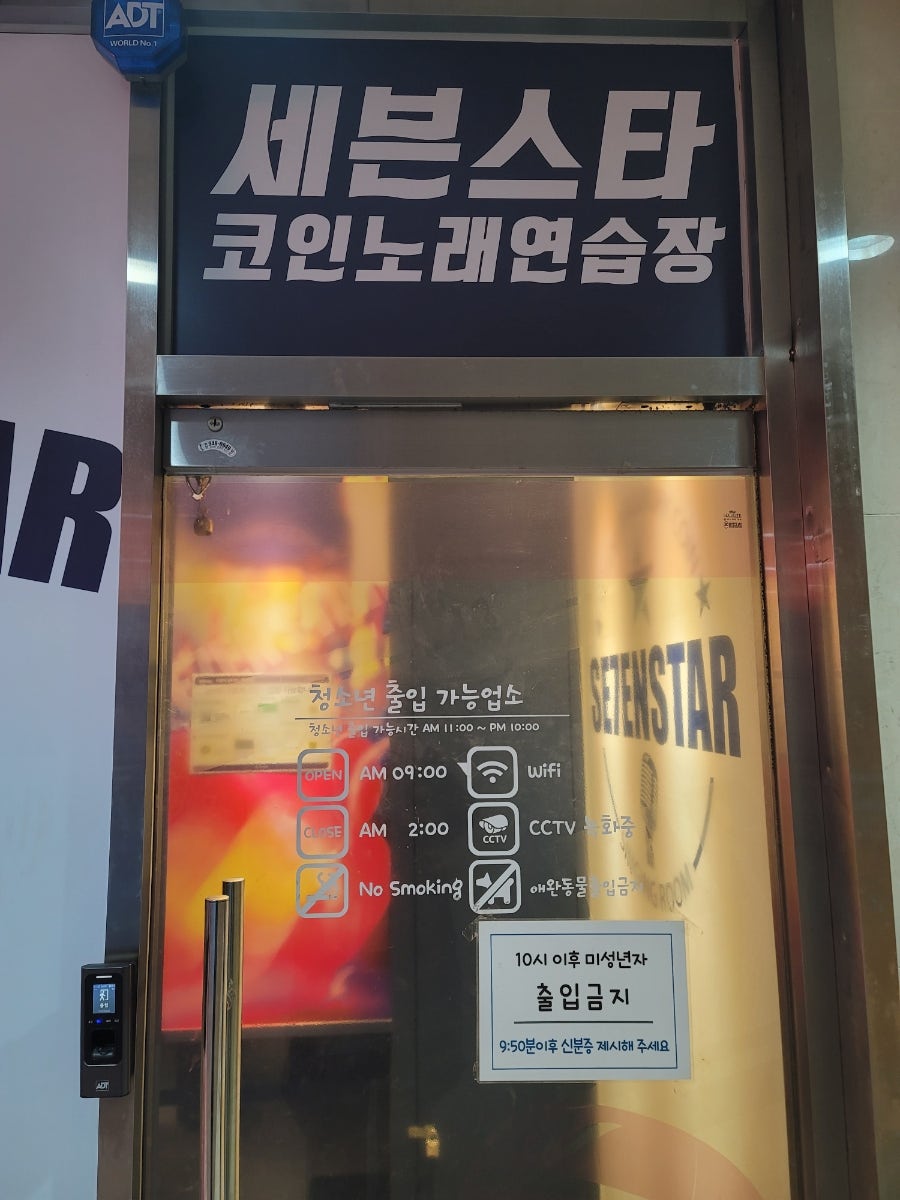 ADT
WORLD No.1
세븐스타
코인노래연습장
AR
SEVENSTAR
청소년 출입 가능업소
청소년 출입 가능시간 AM 11:00 ~ PM 10:00
OPEN AM 09:00 Wifi
CLOSE AM 2:00 CCTV CCTV 녹화중
No Smoking 애완동물출입금지
ROOM
10시 이후 미성년자
출입금지
9:50분이후 신분증 제시해 주세요
ADT